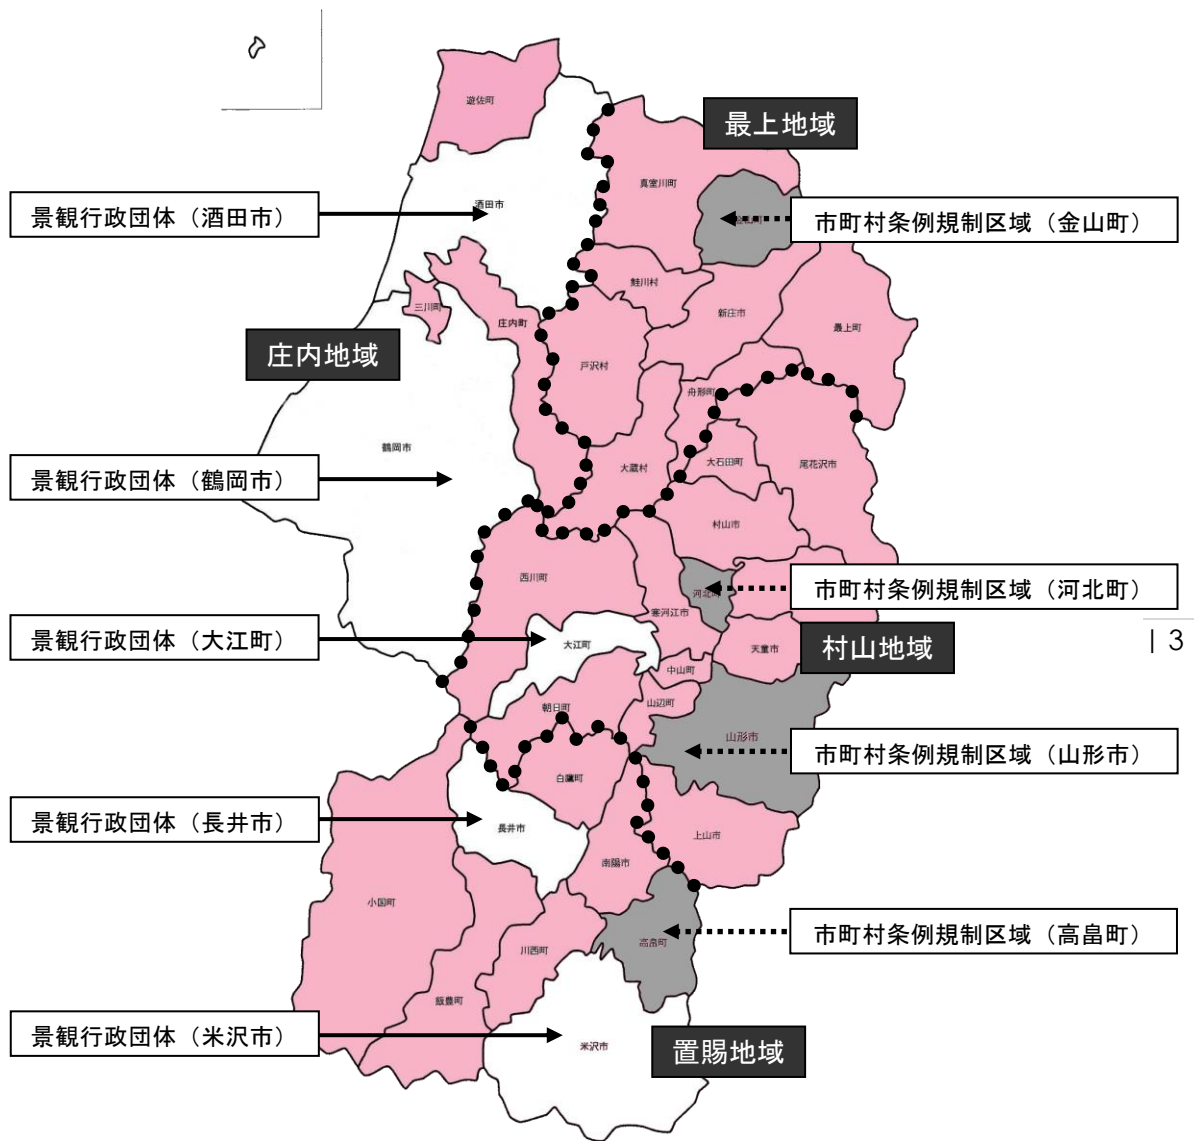 遊佐町
最上地域
真室川町
酒田市
景観行政団体（酒田市）
市町村条例規制区域（金山町）
鮭川村
三川町
庄内町
新庄市
最上町
庄内地域
戸沢村
舟形町
鶴岡市
大蔵村
大石田町
尾花沢市
景観行政団体（鶴岡市）
村山市
西川町
市町村条例規制区域（河北町）
河北町
寒河江市
景観行政団体（大江町）
大江町
天童市
村山地域
13
中山町
朝日町
山辺町
山形市
市町村条例規制区域（山形市）
白鷹町
景観行政団体（長井市）
長井市
上山市
南陽市
小国町
市町村条例規制区域（高畠町）
高畠町
川西町
飯豊町
景観行政団体（米沢市）
米沢市
置賜地域